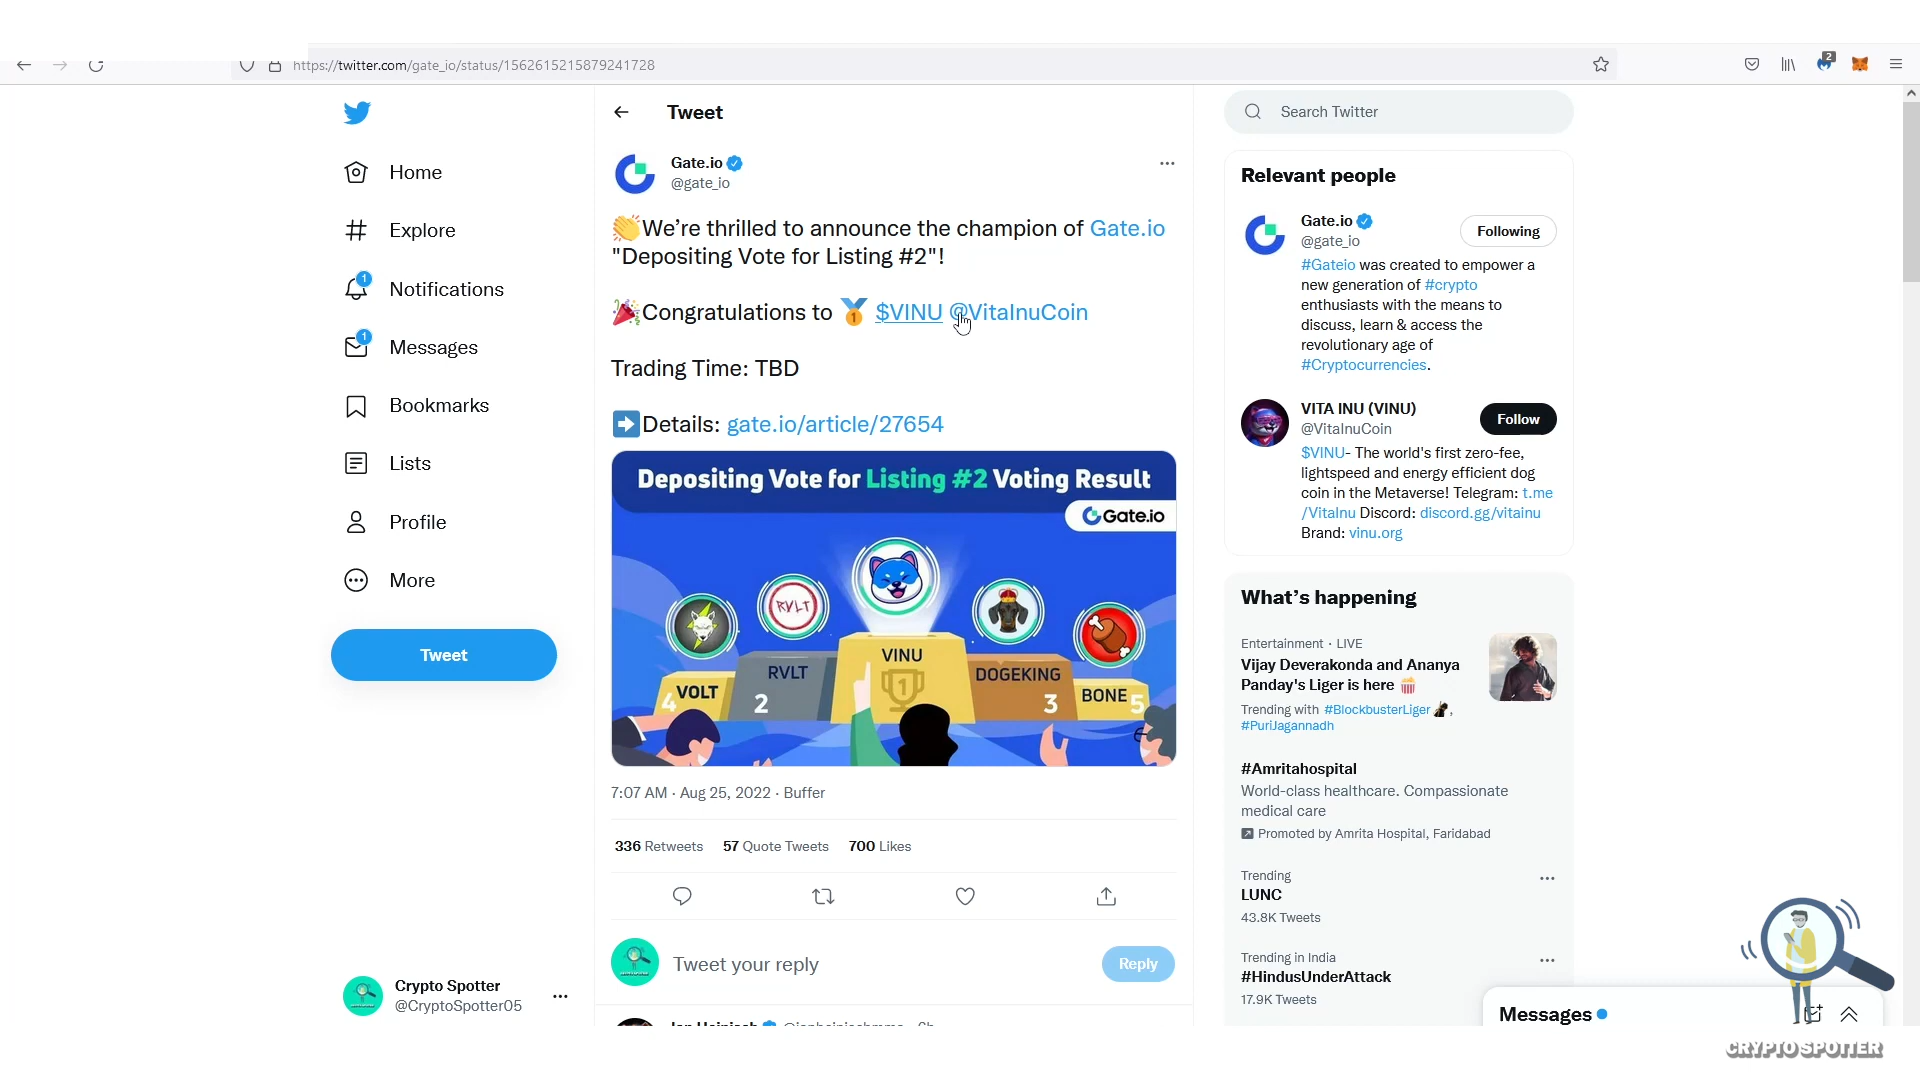 https://twitter.com/gate_io/status/1562615215879241728
2
Home
Explore
1
Notifications
1
Messages
Bookmarks
Lists
Profile
More
Tweet
Crypto Spotter
@CryptoSpotter05
Tweet
Gate.io
@gate_io
We're thrilled to announce the champion of Gate.io
"Depositing Vote for Listing #2"!
Congratulations to $VINU @VitaInuCoin
Trading Time: TBD
Details: gate.io/article/27654
Depositing Vote for Listing #2 Voting Result
Gate.io
RVLT
VOLT
4
RVLT
2
VINU
1
DOGEKING
3
BONE
5
7:07 AM · Aug 25, 2022 · Buffer
336 Retweets 57 Quote Tweets 700 Likes
Tweet your reply
Reply
Search Twitter
Relevant people
Gate.io
@gate_io
Following
#Gateio was created to empower a
new generation of #crypto
enthusiasts with the means to
discuss, learn & access the
revolutionary age of
#Cryptocurrencies.
VITA INU (VINU)
@VitaInuCoin
Follow
$VINU- The world's first zero-fee,
lightspeed and energy efficient dog
coin in the Metaverse! Telegram: t.me
/VitaInu Discord: discord.gg/vitainu
Brand: vinu.org
What's happening
Entertainment · LIVE
Vijay Deverakonda and Ananya
Panday's Liger is here
Trending with #BlockbusterLiger ,
#PuriJagannadh
#Amritahospital
World-class healthcare. Compassionate
medical care
Promoted by Amrita Hospital, Faridabad
Trending
LUNC
43.8K Tweets
Trending in India
#HindusUnderAttack
17.9K Tweets
Messages
CRYPTO SPOTTER